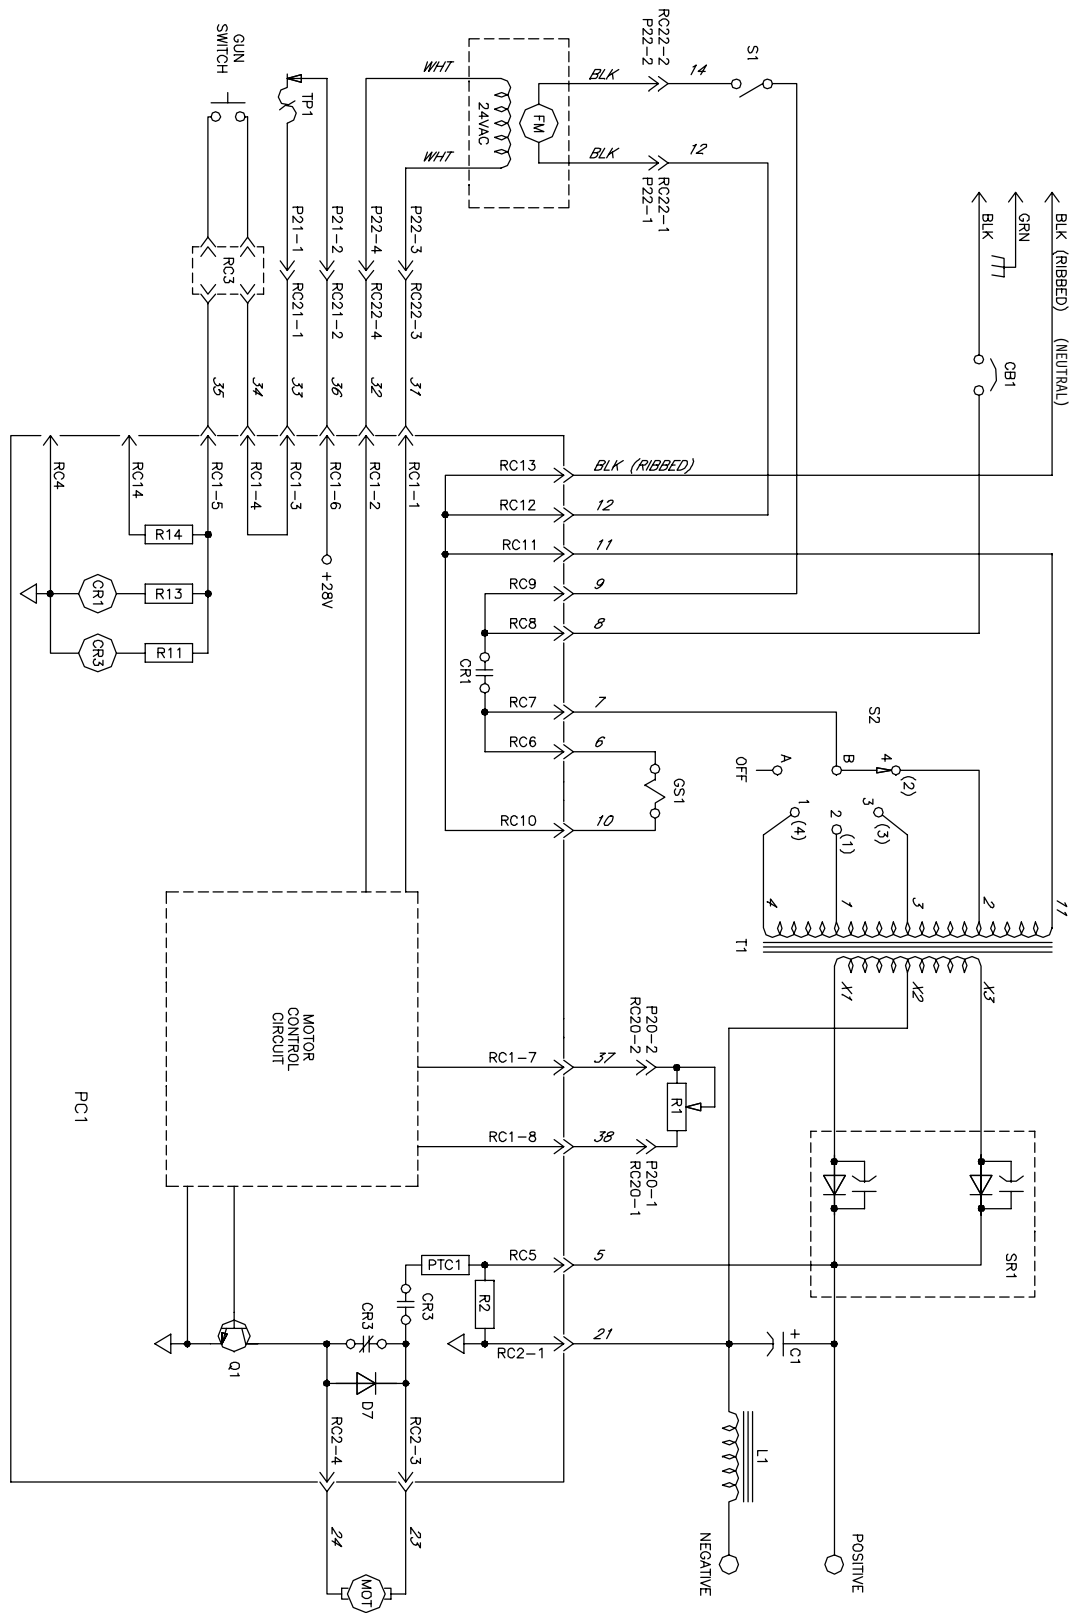 BLK (RIBBED) (NEUTRAL)
GRN
BLK
CB1
S1
RC22-2
P22-2
14
BLK
12
BLK
RC22-1
P22-1
FM
24VAC
WHT
WHT
GUN
SWITCH
TP1
P21-1
P21-2
P22-4
P22-3
RC3
RC21-1
RC21-2
RC22-4
RC22-3
35
34
33
36
32
31
RC4
RC14
RC1-5
RC1-4
RC1-3
RC1-6
RC1-2
RC1-1
+28V
R14
CR1
R13
CR3
R11
RC13
BLK (RIBBED)
RC12
12
RC11
11
RC9
9
RC8
8
CR1
RC7
7
RC6
6
GS1
RC10
10
S2
A
OFF
B
4
(2)
3
(3)
2
(1)
1
(4)
4
1
3
2
11
T1
X1
X2
X3
MOTOR
CONTROL
CIRCUIT
PC1
RC1-7
37
P20-2
RC20-2
R1
RC1-8
38
P20-1
RC20-1
SR1
PTC1
RC5
5
R2
CR3
CR3
RC2-1
21
+
C1
Q1
D7
L1
RC2-4
RC2-3
24
23
MOT
NEGATIVE
POSITIVE